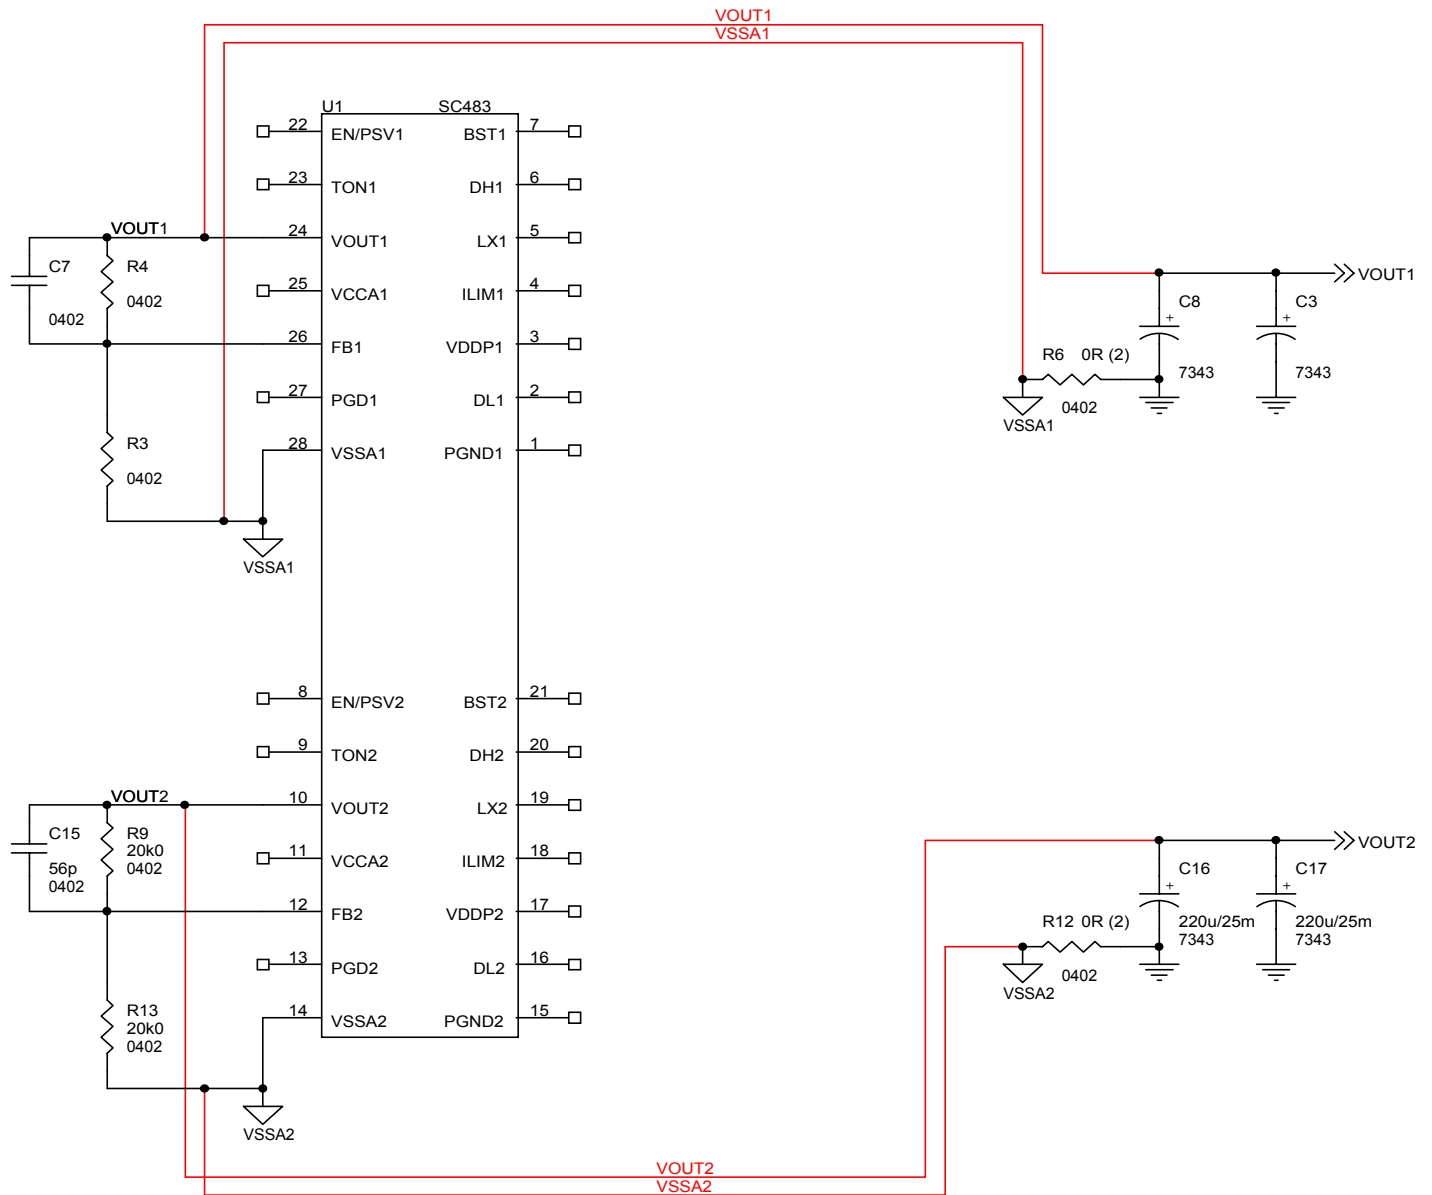 VOUT1
VSSA1
U1 SC483
22 EN/PSV1 BST1 7
23 TON1 DH1 6
VOUT1 24 VOUT1 LX1 5
C7 R4
0402
0402
25 VCCA1 ILIM1 4
26 FB1 VDDP1 3
27 PGD1 DL1 2
R3
0402
28 VSSA1 PGND1 1
VSSA1
VOUT1
C8 C3
+ +
R6 0R (2)
7343 7343
0402
VSSA1
8 EN/PSV2 BST2 21
9 TON2 DH2 20
VOUT2 10 VOUT2 LX2 19
C15 R9
20k0
56p 0402
0402
11 VCCA2 ILIM2 18
12 FB2 VDDP2 17
13 PGD2 DL2 16
R13
20k0
0402
14 VSSA2 PGND2 15
VSSA2
VOUT2
C16 C17
+ +
R12 0R (2) 220u/25m 220u/25m
7343 7343
0402
VSSA2
VOUT2
VSSA2